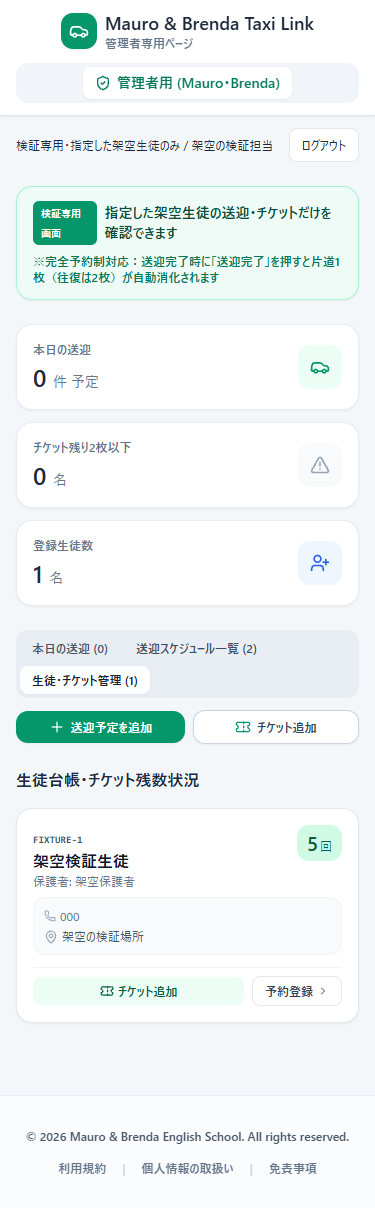 Mauro & Brenda Taxi Link
管理者専用ページ
管理者用 (Mauro・Brenda)
検証専用・指定した架空生徒のみ / 架空の検証担当
ログアウト
検証専用
画面
指定した架空生徒の送迎・チケットだけを
確認できます
※完全予約制対応：送迎完了時に「送迎完了」を押すと片道1
枚（往復は2枚）が自動消化されます
本日の送迎
0 件 予定
チケット残り2枚以下
0 名
登録生徒数
1 名
本日の送迎 (0)
送迎スケジュール一覧 (2)
生徒・チケット管理 (1)
送迎予定を追加
チケット追加
生徒台帳・チケット残数状況
FIXTURE-1
5 回
架空検証生徒
保護者: 架空保護者
000
架空の検証場所
チケット追加
予約登録
© 2026 Mauro & Brenda English School. All rights reserved.
利用規約 | 個人情報の取扱い | 免責事項